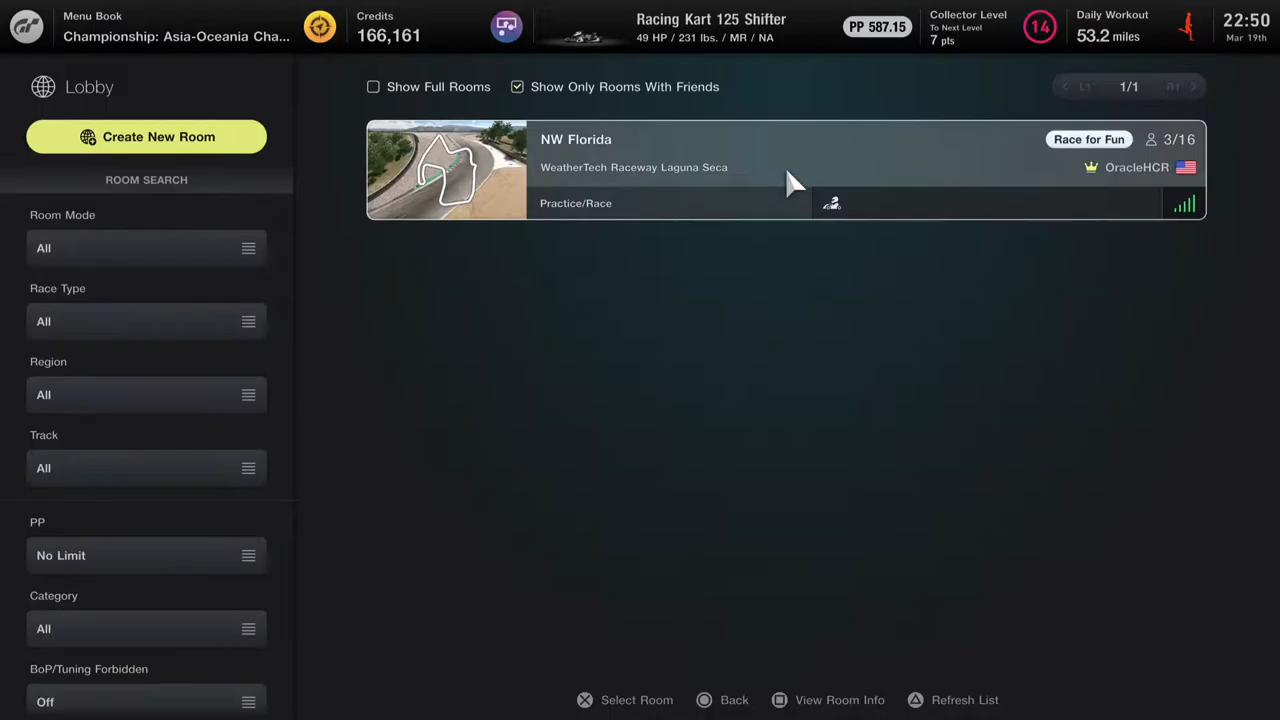 Menu Book
Championship: Asia-Oceania Cha...
Credits
166,161
Racing Kart 125 Shifter
49 HP / 231 lbs. / MR / NA
PP 587.15
Collector Level
To Next Level
7 pts
14
Daily Workout
53.2 miles
22:50
Mar 19th
Lobby
Create New Room
ROOM SEARCH
Room Mode
All
Race Type
All
Region
All
Track
All
PP
No Limit
Category
All
BoP/Tuning Forbidden
Off
Show Full Rooms
Show Only Rooms With Friends
L1
1/1
R1
NW Florida
Race for Fun
3/16
WeatherTech Raceway Laguna Seca
OracleHCR
Practice/Race
Select Room
Back
View Room Info
Refresh List